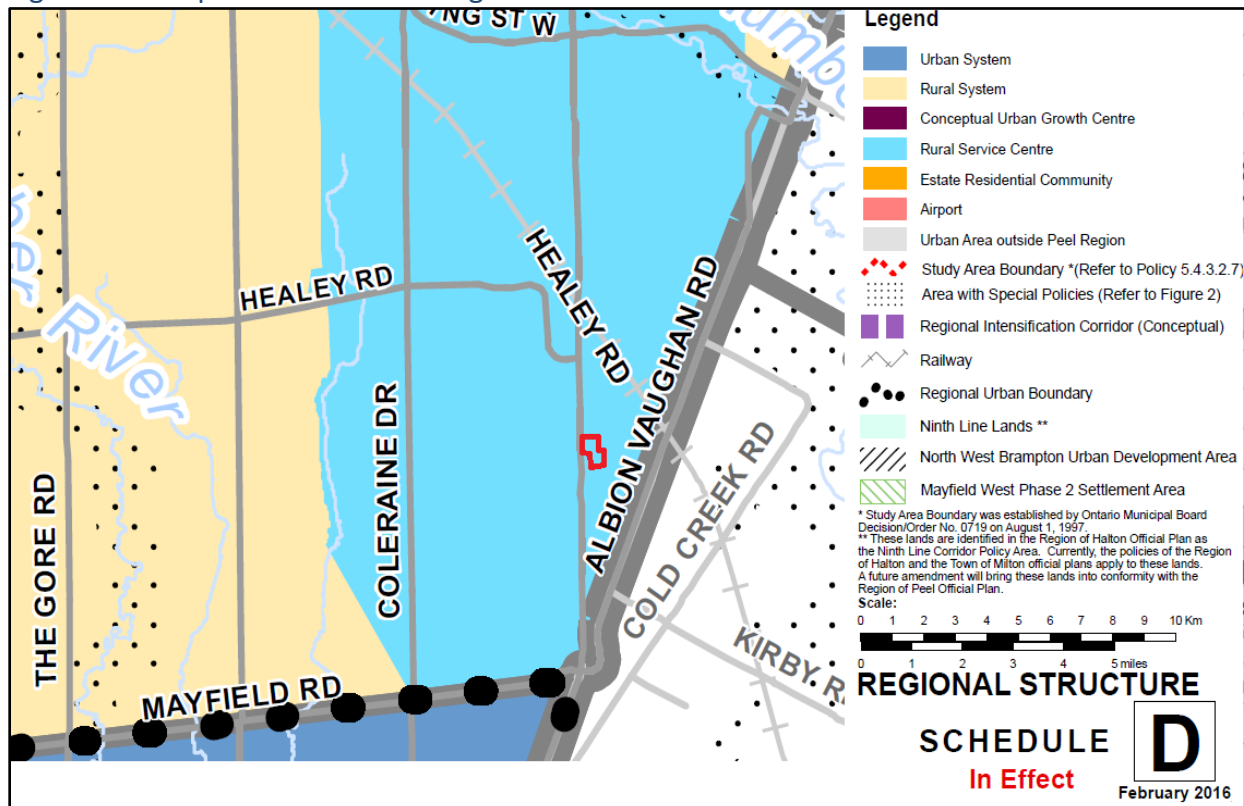 NG ST W
HEALEY RD
HEALEY RD
ALBION VAUGHAN RD
COLERAINE DR
THE GORE RD
River
COLD CREEK RD
KIRBY R
MAYFIELD RD
Legend
Urban System
Rural System
Conceptual Urban Growth Centre
Rural Service Centre
Estate Residential Community
Airport
Urban Area outside Peel Region
Study Area Boundary *(Refer to Policy 5.4.3.2.7)
Area with Special Policies (Refer to Figure 2)
Regional Intensification Corridor (Conceptual)
Railway
Regional Urban Boundary
Ninth Line Lands **
North West Brampton Urban Development Area
Mayfield West Phase 2 Settlement Area
* Study Area Boundary was established by Ontario Municipal Board
Decision/Order No. 0719 on August 1, 1997.
** These lands are identified in the Region of Halton Official Plan as
the Ninth Line Corridor Policy Area. Currently, the policies of the Region
of Halton and the Town of Milton official plans apply to these lands.
A future amendment will bring these lands into conformity with the
Region of Peel Official Plan.
Scale:
0 1 2 3 4 5 6 7 8 9 10 Km
0 1 2 3 4 5 miles
REGIONAL STRUCTURE
SCHEDULE D
In Effect
February 2016